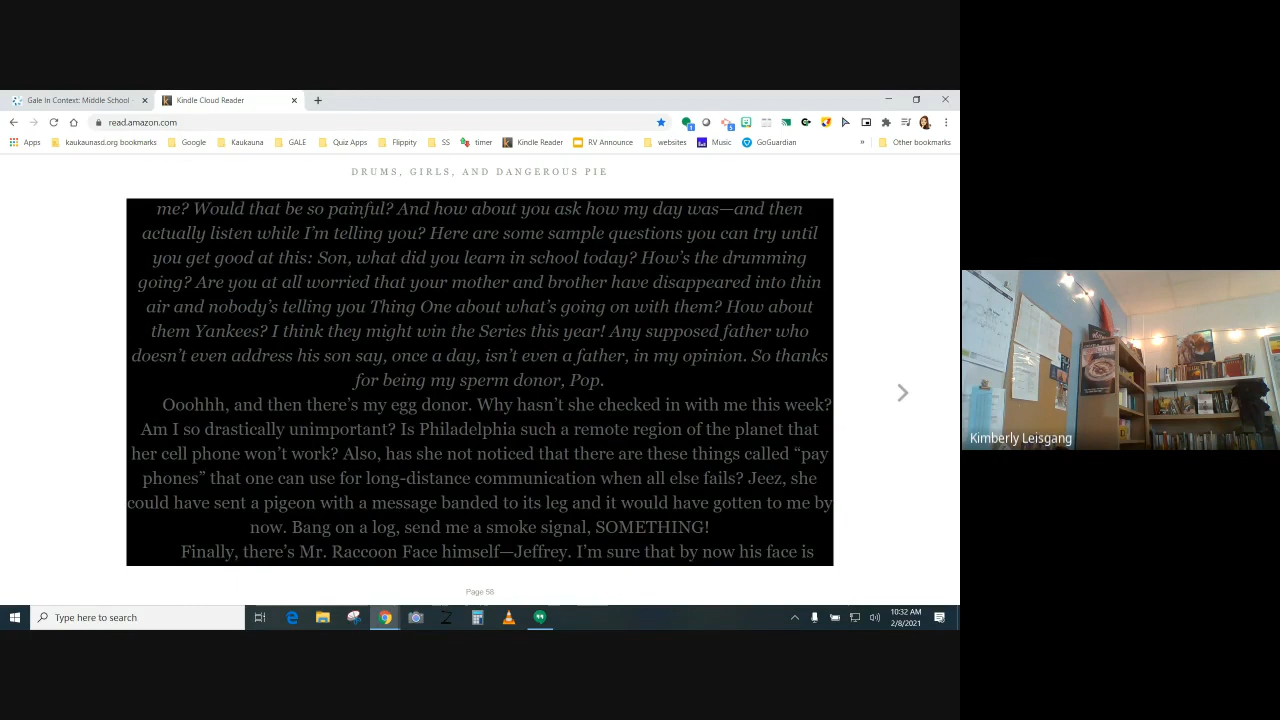 Gale In Context: Middle School
Kindle Cloud Reader
read.amazon.com
Apps
kaukaunasd.org bookmarks
Google
Kaukauna
GALE
Quiz Apps
Flippity
SS
timer
Kindle Reader
RV Announce
websites
Music
GoGuardian
»
Other bookmarks
DRUMS, GIRLS, AND DANGEROUS PIE
me? Would that be so painful? And how about you ask how my day was—and then
actually listen while I'm telling you? Here are some sample questions you can try until
you get good at this: Son, what did you learn in school today? How's the drumming
going? Are you at all worried that your mother and brother have disappeared into thin
air and nobody's telling you Thing One about what's going on with them? How about
them Yankees? I think they might win the Series this year! Any supposed father who
doesn't even address his son say, once a day, isn't even a father, in my opinion. So thanks
for being my sperm donor, Pop.
Ooohhh, and then there's my egg donor. Why hasn't she checked in with me this week?
Am I so drastically unimportant? Is Philadelphia such a remote region of the planet that
her cell phone won't work? Also, has she not noticed that there are these things called “pay
phones” that one can use for long-distance communication when all else fails? Jeez, she
could have sent a pigeon with a message banded to its leg and it would have gotten to me by
now. Bang on a log, send me a smoke signal, SOMETHING!
Finally, there's Mr. Raccoon Face himself—Jeffrey. I'm sure that by now his face is
Page 58
Type here to search
10:32 AM
2/8/2021
Kimberly Leisgang